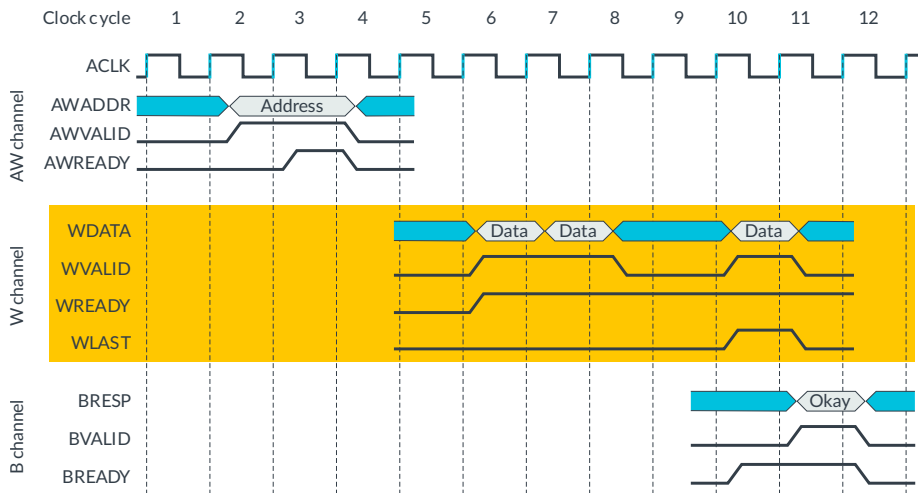 Clock cycle 1 2 3 4 5 6 7 8 9 10 11 12
ACLK
AW channel
AWADDR Address
AWVALID
AWREADY
W channel
WDATA Data Data Data
WVALID
WREADY
WLAST
B channel
BRESP Okay
BVALID
BREADY